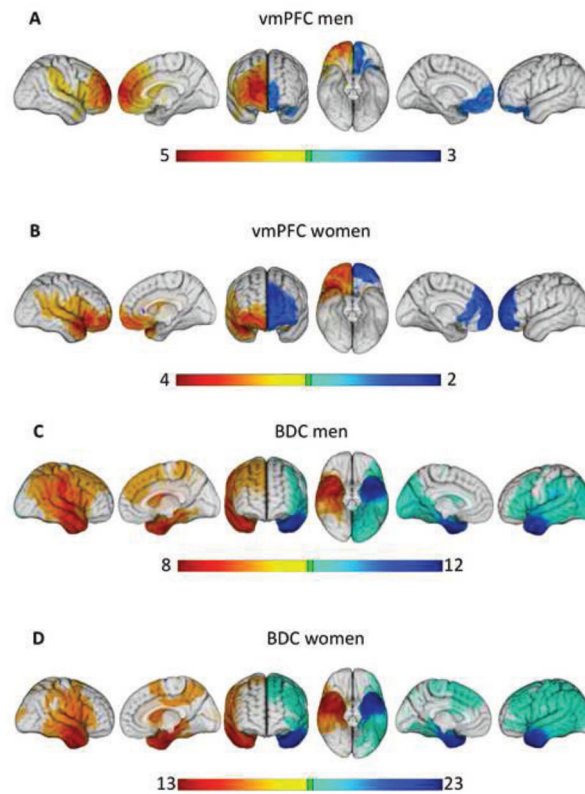 A
vmPFC men
5 3
B
vmPFC women
4 2
C
BDC men
8 12
D
BDC women
13 23